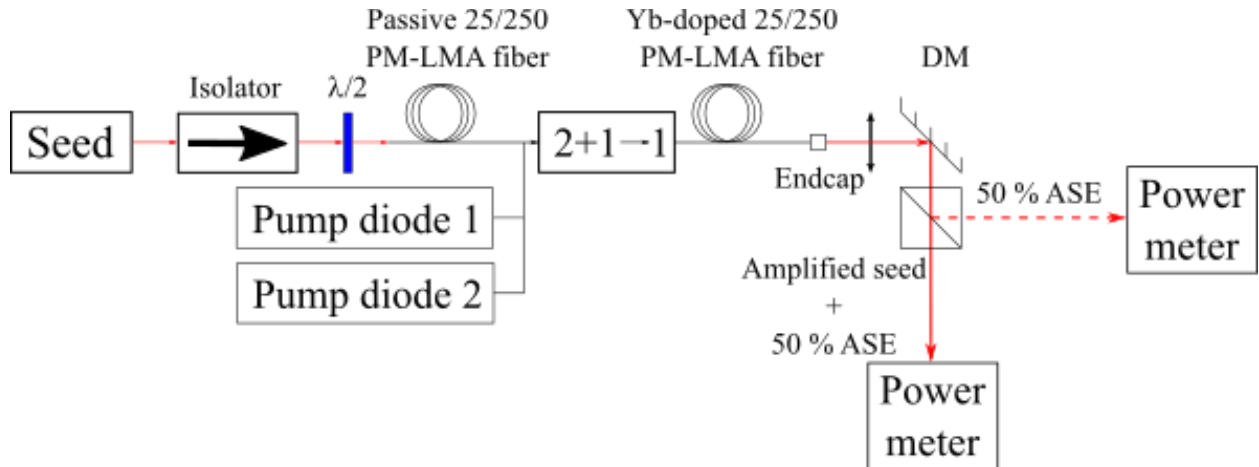 Passive 25/250
PM-LMA fiber
Yb-doped 25/250
PM-LMA fiber
DM
Isolator
λ/2
Seed
2+1→1
Endcap
Pump diode 1
Pump diode 2
50 % ASE
Power
meter
Amplified seed
+
50 % ASE
Power
meter